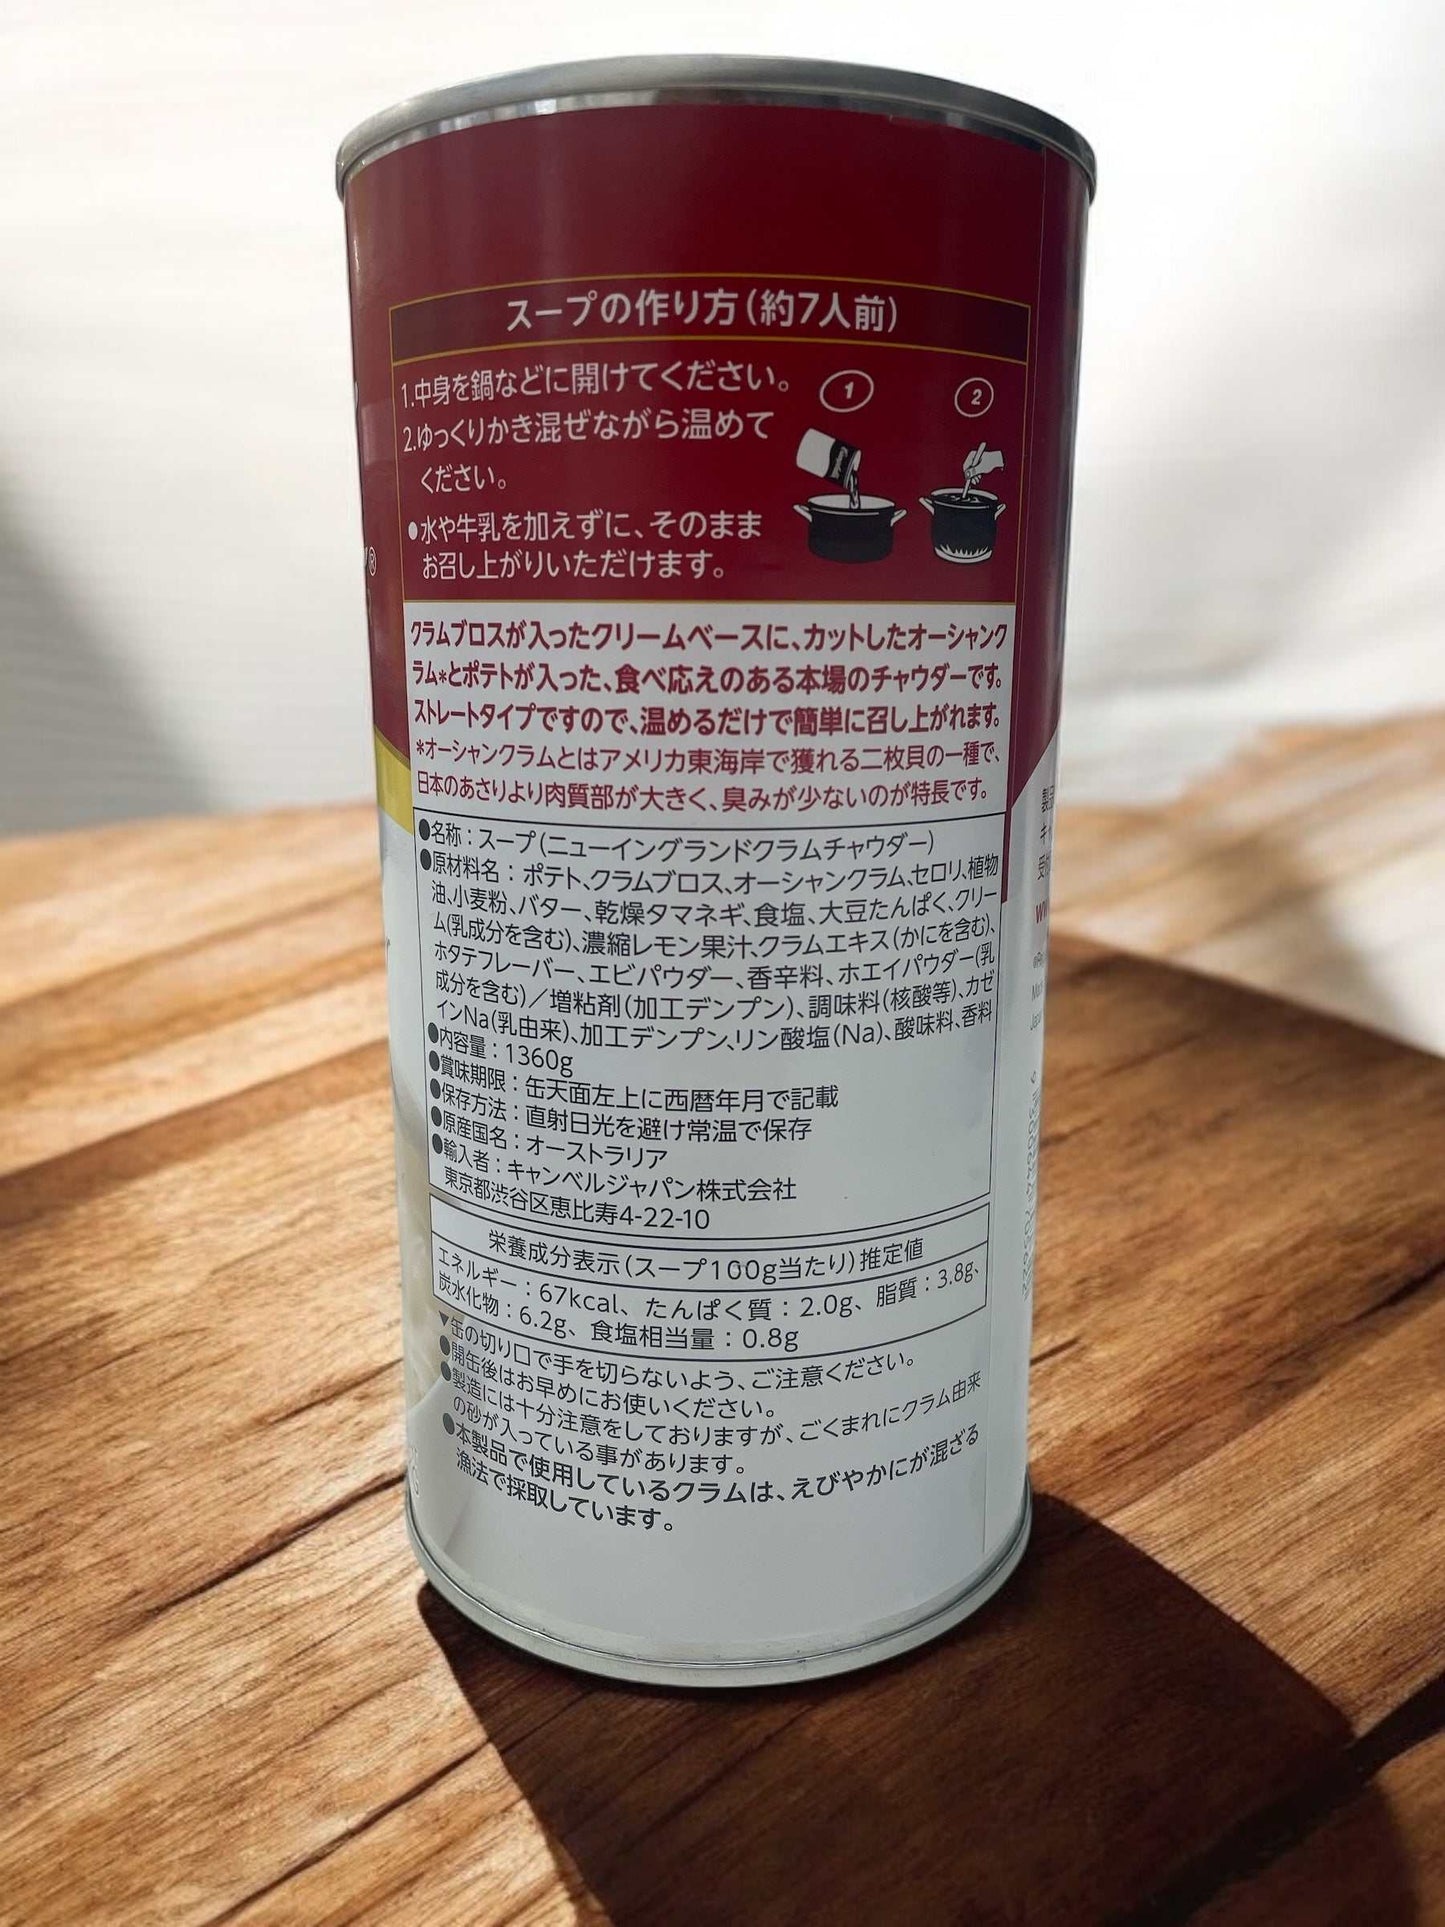 スープの作り方(約7人前)
1.中身を鍋などに開けてください。
2.ゆっくりかき混ぜながら温めて
ください。
●水や牛乳を加えずに、そのまま
お召し上がりいただけます。
1
2
クラムブロスが入ったクリームベースに、カットしたオーシャンク
ラム*とポテトが入った、食べ応えのある本場のチャウダーです。
ストレートタイプですので、温めるだけで簡単に召し上がれます。
*オーシャンクラムとはアメリカ東海岸で獲れる二枚貝の一種で、
日本のあさりより肉質部が大きく、臭みが少ないのが特長です。
●名称:スープ(ニューイングランドクラムチャウダー)
●原材料名:ポテト、クラムブロス、オーシャンクラム、セロリ、植物
油、小麦粉、バター、乾燥タマネギ、食塩、大豆たんぱく、クリー
ム(乳成分を含む)、濃縮レモン果汁、クラムエキス(かにを含む)、
ホタテフレーバー、エビパウダー、香辛料、ホエイパウダー(乳
成分を含む)/増粘剤(加工デンプン)、調味料(核酸等)、カゼ
インNa(乳由来)、加工デンプン、リン酸塩(Na)、酸味料、香料
●内容量:1360g
●賞味期限:缶天面左上に西暦年月で記載
●保存方法:直射日光を避け常温で保存
●原産国名:オーストラリア
●輸入者:キャンベルジャパン株式会社
東京都渋谷区恵比寿4-22-10
栄養成分表示(スープ100g当たり)推定値
エネルギー:67kcal、たんぱく質:2.0g、脂質:3.8g、
炭水化物:6.2g、食塩相当量:0.8g
▼缶の切り口で手を切らないよう、ご注意ください。
●開缶後はお早めにお使いください。
●製造には十分注意をしておりますが、ごくまれにクラム由来
の砂が入っている事があります。
●本製品で使用しているクラムは、えびやかにが混ざる
漁法で採取しています。